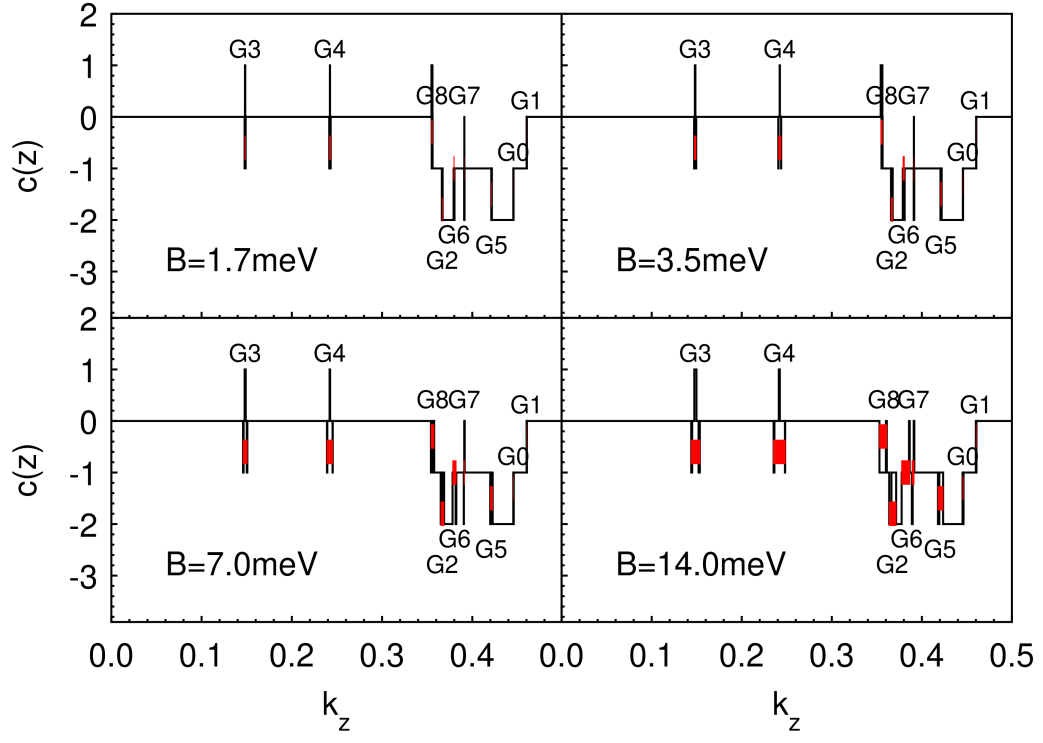 2
G3 G4 G3 G4
1
G8G7 G1 G8G7 G1
0
G0 G0
-1
c(z)
-2
G6 G5 G6 G5
B=1.7meV G2 B=3.5meV G2
-3
2
G3 G4 G3 G4
1
G8G7 G1 G8G7 G1
0
G0 G0
-1
c(z)
-2
G6 G5 G6 G5
B=7.0meV G2 B=14.0meV G2
-3
0.0 0.1 0.2 0.3 0.4 0.0 0.1 0.2 0.3 0.4 0.5
k_z k_z